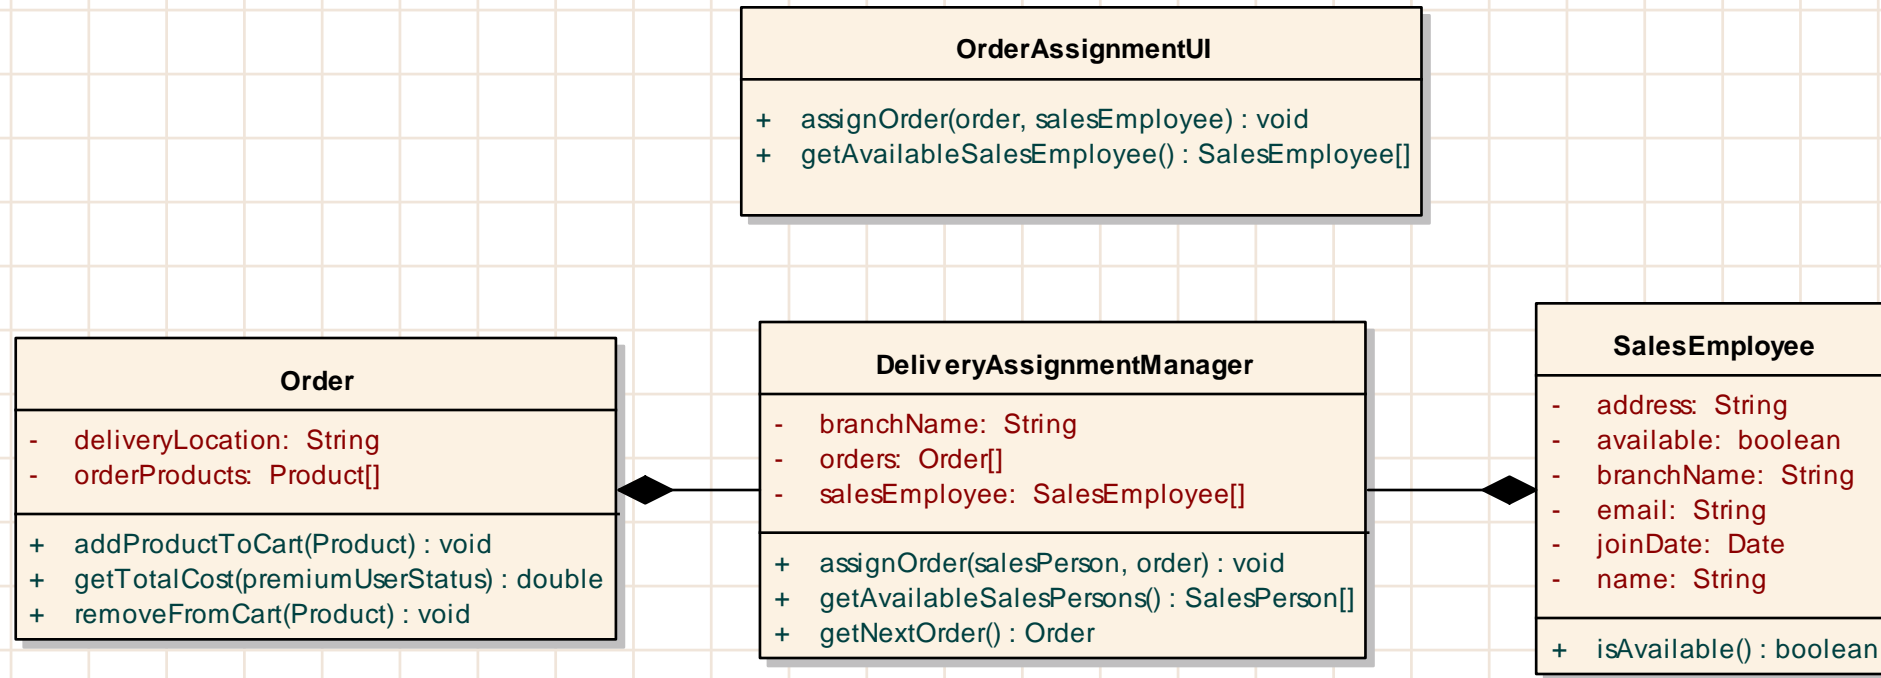 OrderAssignmentUI
+ assignOrder(order, salesEmployee) : void
+ getAvailableSalesEmployee() : SalesEmployee[]
Order
- deliveryLocation: String
- orderProducts: Product[]
+ addProductToCart(Product) : void
+ getTotalCost(premiumUserStatus) : double
+ removeFromCart(Product) : void
DeliveryAssignmentManager
- branchName: String
- orders: Order[]
- salesEmployee: SalesEmployee[]
+ assignOrder(salesPerson, order) : void
+ getAvailableSalesPersons() : SalesPerson[]
+ getNextOrder() : Order
SalesEmployee
- address: String
- available: boolean
- branchName: String
- email: String
- joinDate: Date
- name: String
+ isAvailable() : boolean